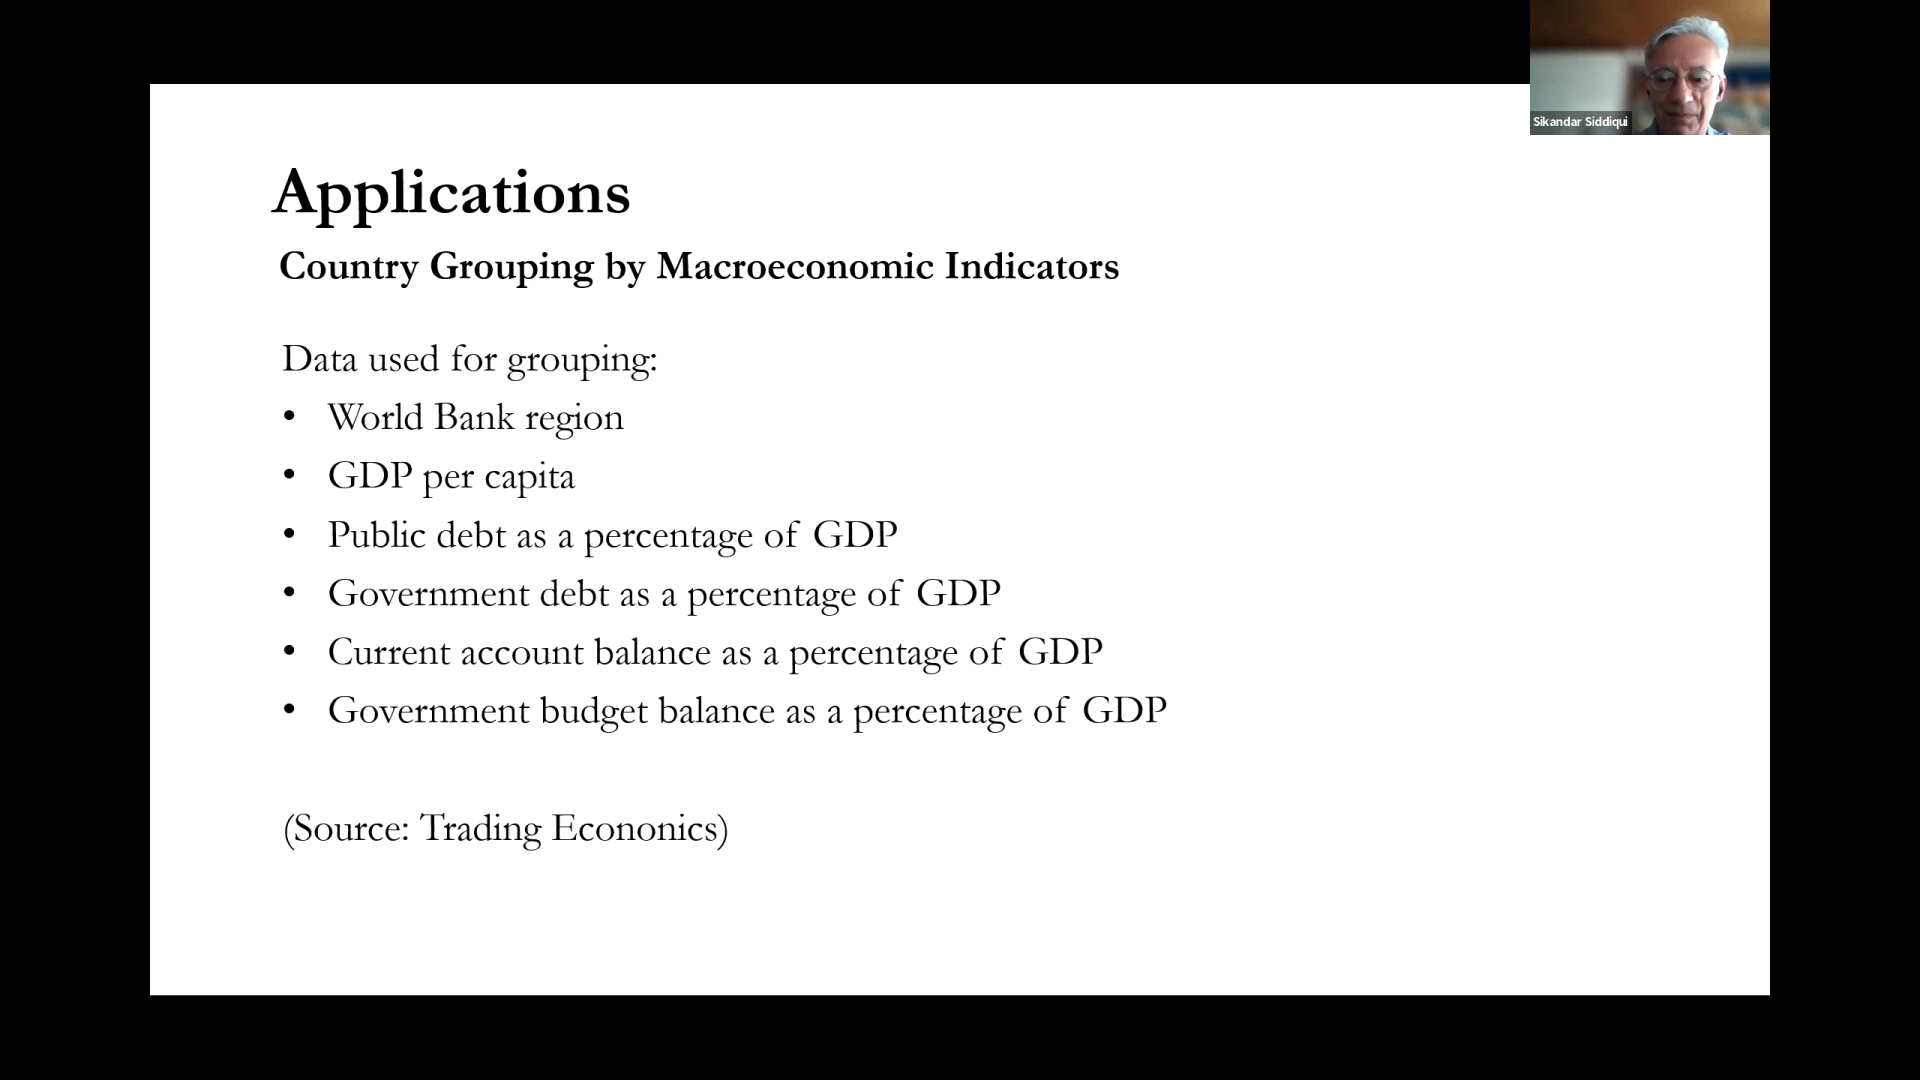 Sikandar Siddiqui
Applications
Country Grouping by Macroeconomic Indicators
Data used for grouping:
• World Bank region
• GDP per capita
• Public debt as a percentage of GDP
• Government debt as a percentage of GDP
• Current account balance as a percentage of GDP
• Government budget balance as a percentage of GDP
(Source: Trading Econonics)